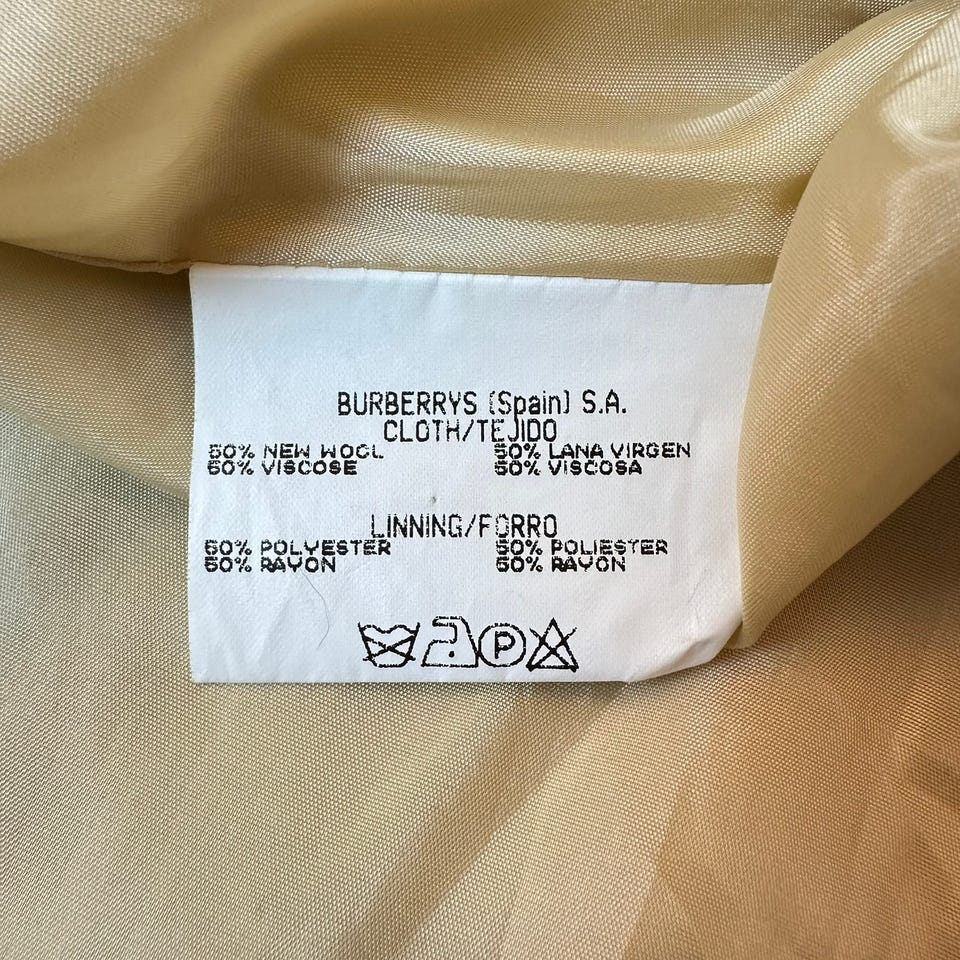 BURBERRYS (Spain) S.A.
CLOTH/TEJIDO
50% NEW WOOL 50% LANA VIRGEN
50% VISCOSE 50% VISCOSA
LINNING/FORRO
50% POLYESTER 50% POLIESTER
50% RAYON 50% RAYON
P